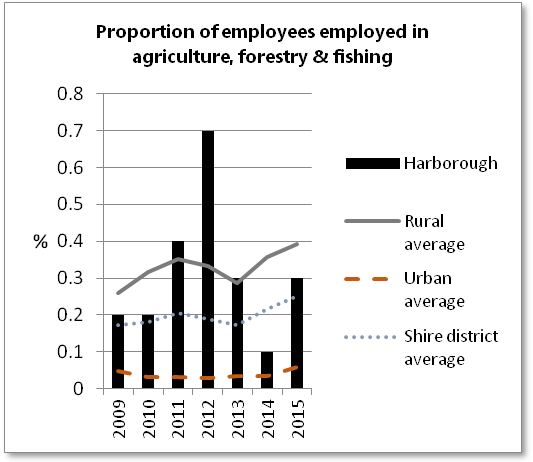 Proportion of employees employed in
agriculture, forestry & fishing
0.8
0.7
0.6
0.5
0.4
0.3
0.2
0.1
0
%
2009
2010
2011
2012
2013
2014
2015
Harborough
Rural
average
Urban
average
Shire district
average